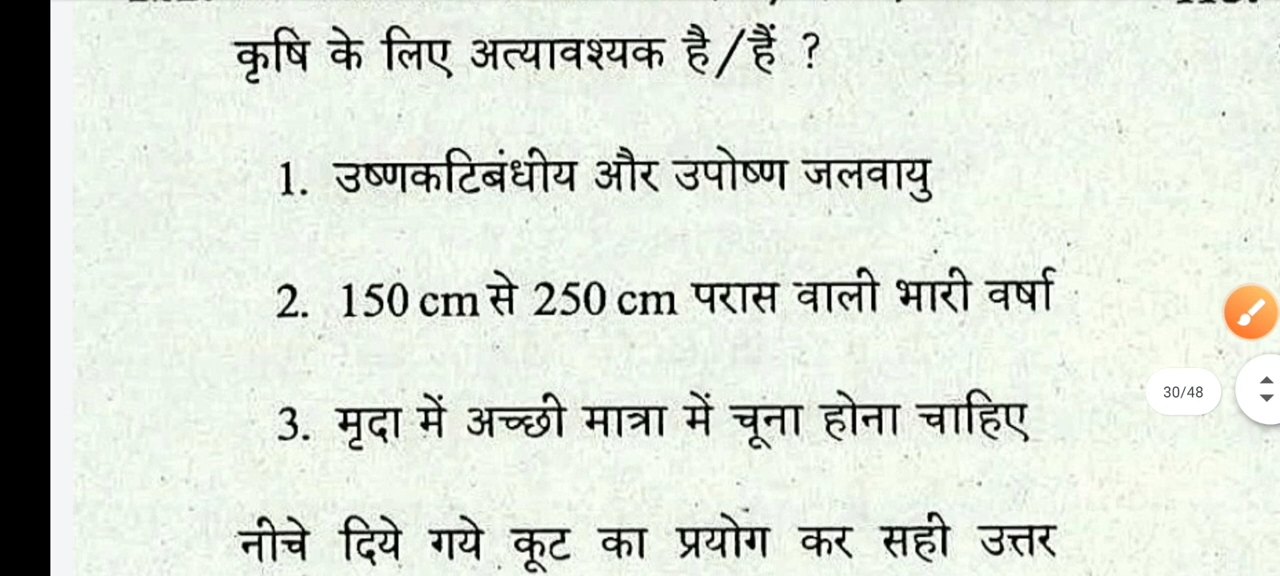 कृषि के लिए अत्यावश्यक है/हैं ?
1. उष्णकटिबंधीय और उपोष्ण जलवायु
2. 150 cm से 250 cm परास वाली भारी वर्षा
30/48
3. मृदा में अच्छी मात्रा में चूना होना चाहिए
नीचे दिये गये कूट का प्रयोग कर सही उत्तर